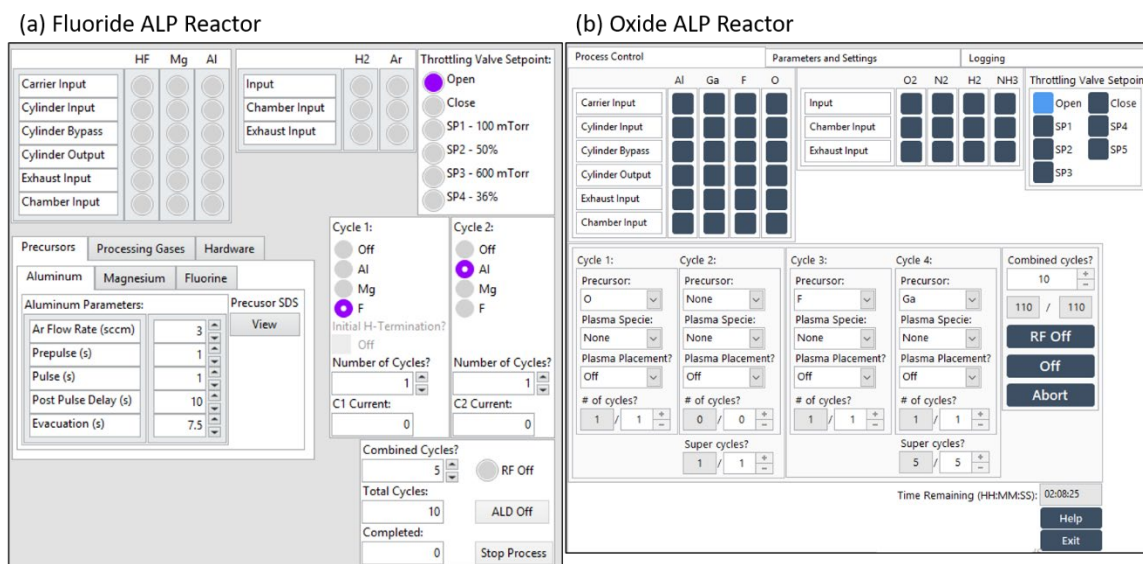 (a) Fluoride ALP Reactor
HF Mg Al
Carrier Input
Cylinder Input
Cylinder Bypass
Cylinder Output
Exhaust Input
Chamber Input
H2 Ar
Input
Chamber Input
Exhaust Input
Throttling Valve Setpoint:
Open
Close
SP1 - 100 mTorr
SP2 - 50%
SP3 - 600 mTorr
SP4 - 36%
Precursors Processing Gases Hardware
Aluminum Magnesium Fluorine
Aluminum Parameters:
Ar Flow Rate (sccm) 3
Prepulse (s) 1
Pulse (s) 1
Post Pulse Delay (s) 10
Evacuation (s) 7.5
Precusor SDS
View
Cycle 1:
Off
Al
Mg
F
Initial H-Termination?
Off
Number of Cycles?
1
C1 Current:
0
Cycle 2:
Off
Al
Mg
F
Number of Cycles?
1
C2 Current:
0
Combined Cycles?
5 RF Off
Total Cycles:
10 ALD Off
Completed:
0 Stop Process
(b) Oxide ALP Reactor
Process Control Parameters and Settings Logging
Al Ga F O
Carrier Input
Cylinder Input
Cylinder Bypass
Cylinder Output
Exhaust Input
Chamber Input
O2 N2 H2 NH3
Input
Chamber Input
Exhaust Input
Throttling Valve Setpoin
Open Close
SP1 SP4
SP2 SP5
SP3
Cycle 1:
Precursor:
O
Plasma Specie:
None
Plasma Placement?
Off
# of cycles?
1 / 1
Cycle 2:
Precursor:
None
Plasma Specie:
None
Plasma Placement?
Off
# of cycles?
0 / 0
Super cycles?
1 / 1
Cycle 3:
Precursor:
F
Plasma Specie:
None
Plasma Placement?
Off
# of cycles?
1 / 1
Cycle 4:
Precursor:
Ga
Plasma Specie:
None
Plasma Placement?
Off
# of cycles?
1 / 1
Super cycles?
5 / 5
Combined cycles?
10
110 / 110
RF Off
Off
Abort
Time Remaining (HH:MM:SS): 02:08:25
Help
Exit